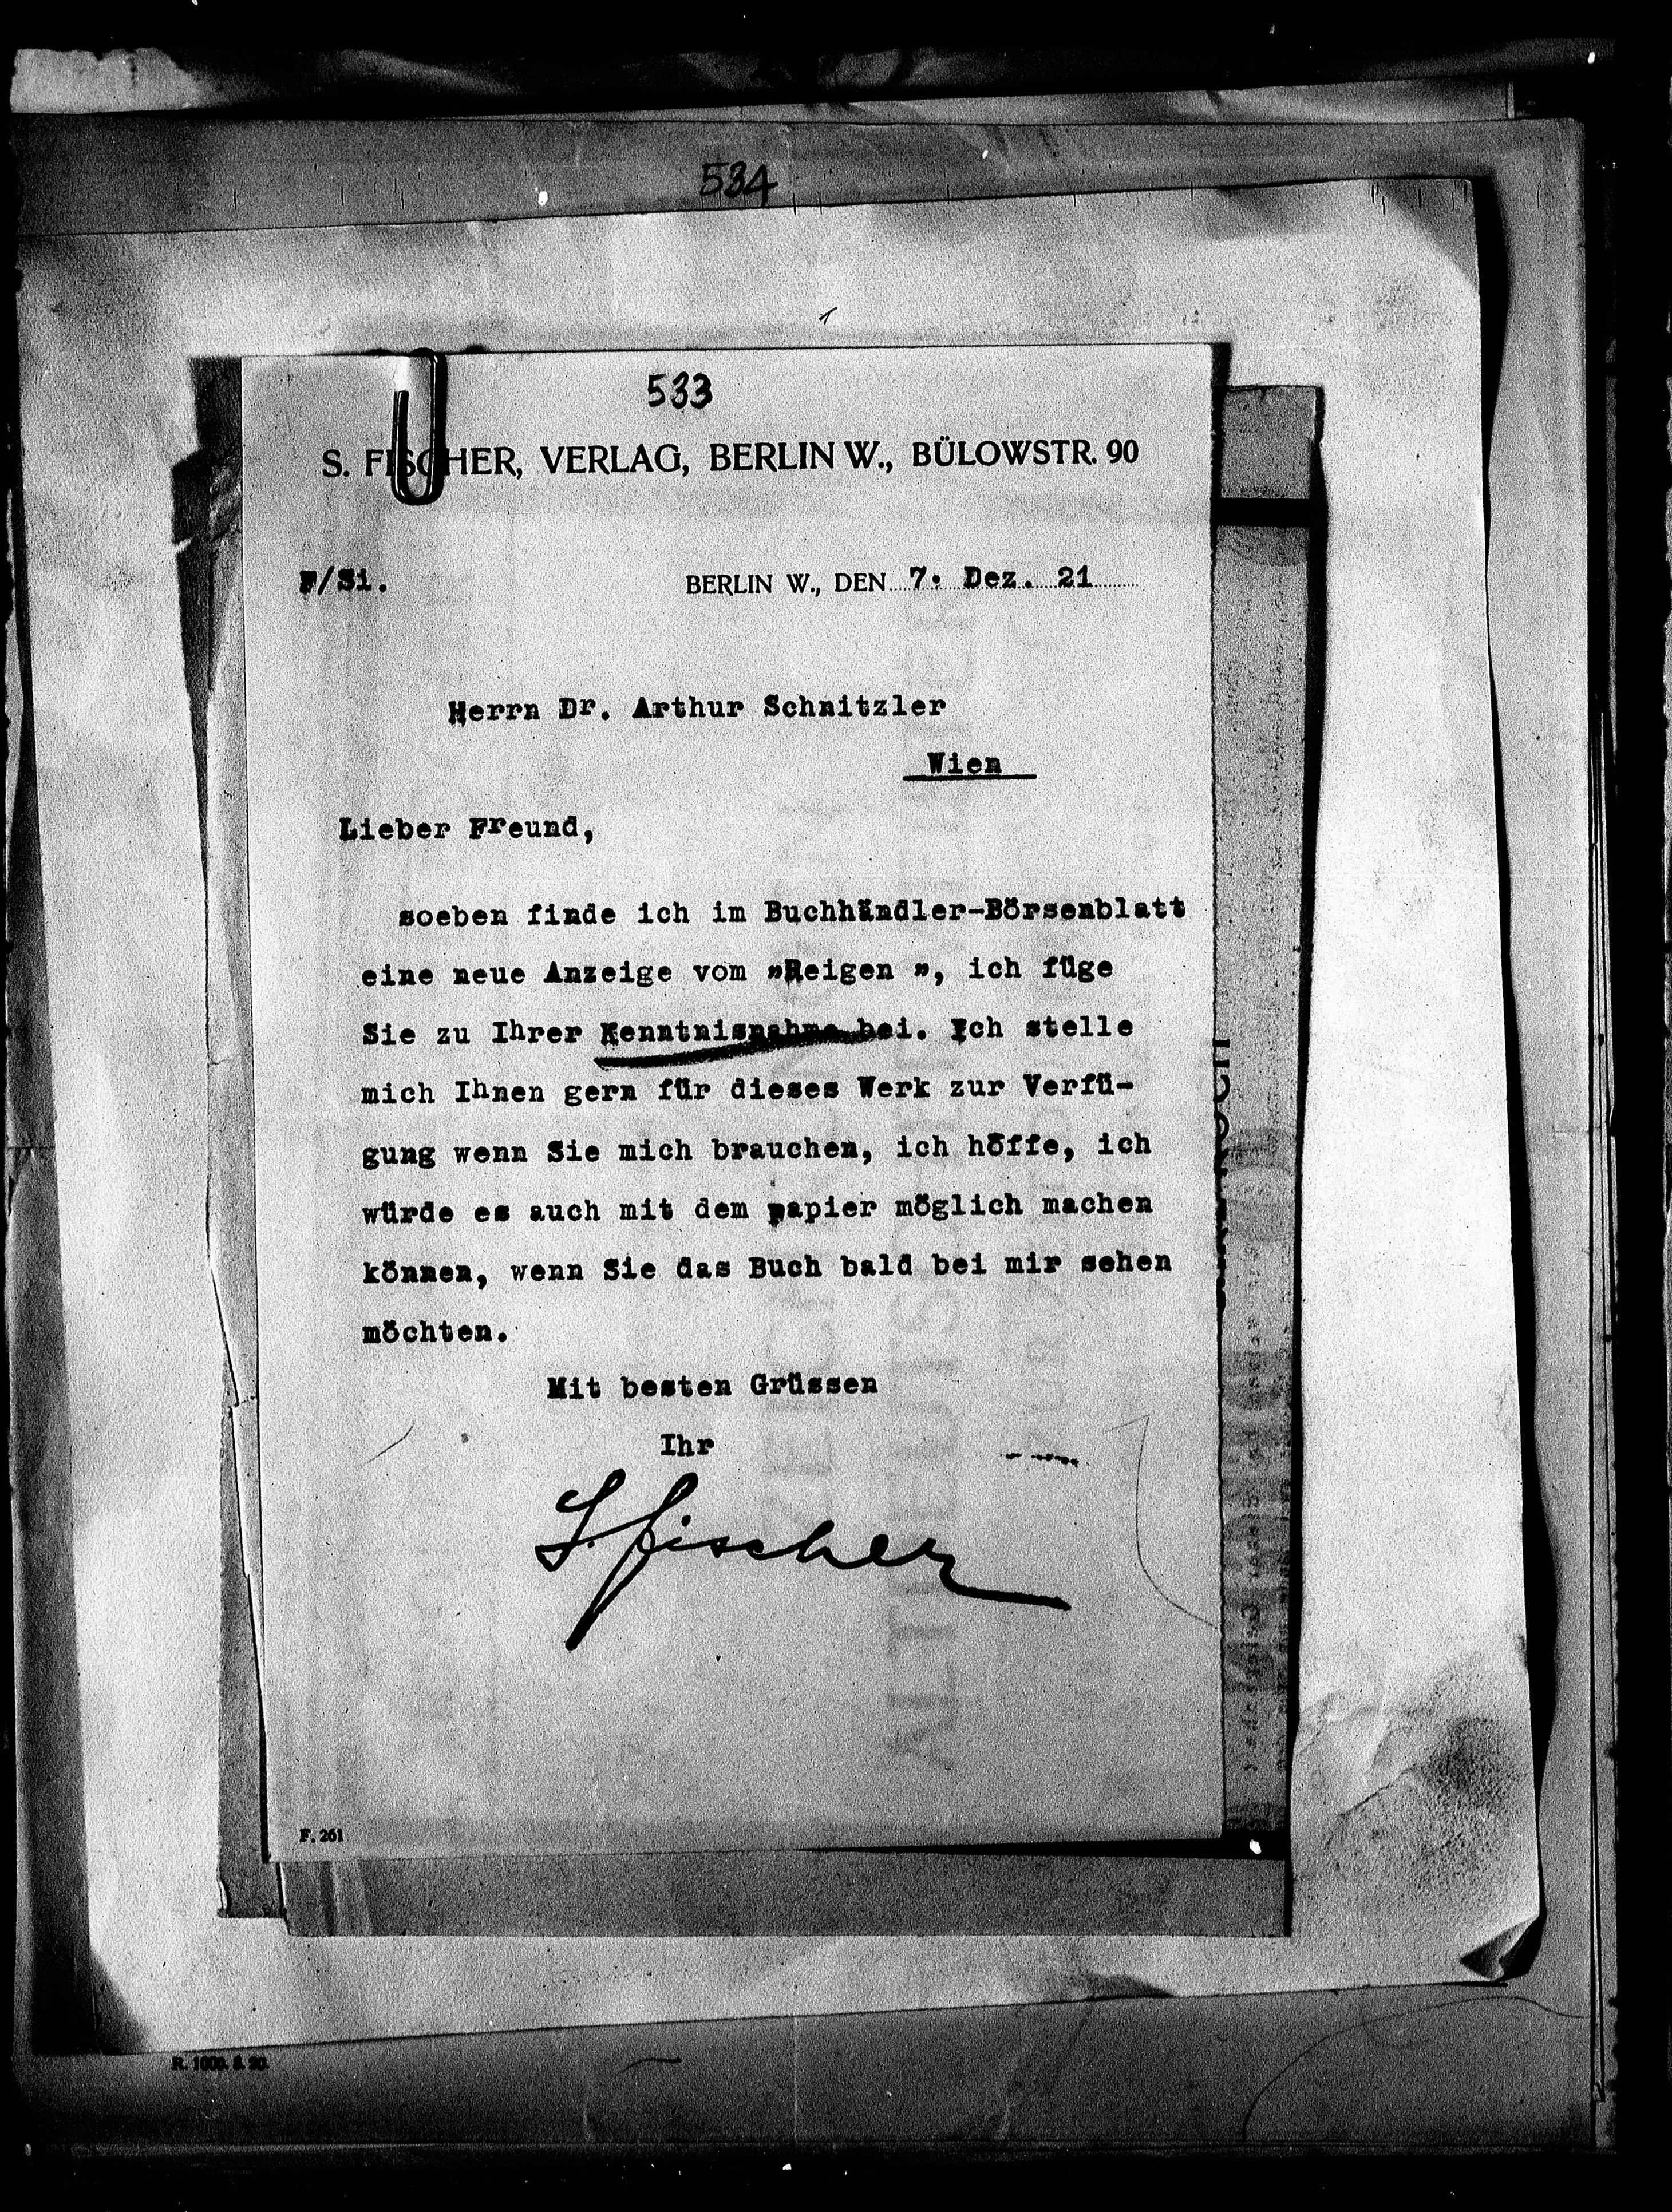 534
533
S. FISCHER, VERLAG, BERLIN W., BÜLOWSTR. 90
F/Si.
BERLIN W., DEN 7. Dez. 21
Herrn Dr. Arthur Schnitzler
Wien
Lieber Freund,
soeben finde ich im Buchhändler-Börsenblatt
eine neue Anzeige vom »Reigen », ich füge
Sie zu Ihrer Kenntnisnahme bei. Ich stelle
mich Ihnen gern für dieses Werk zur Verfü-
gung wenn Sie mich brauchen, ich höffe, ich
würde es auch mit dem papier möglich machen
können, wenn Sie das Buch bald bei mir sehen
möchten.
Mit besten Grüssen
Ihr
S. Fischer
F. 261
R. 1000. 8. 20.